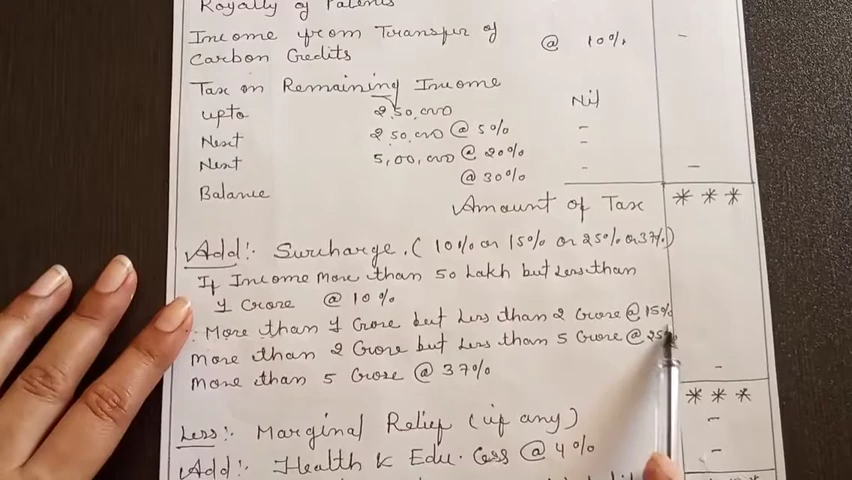 Royalty of Patents
Income from Transfer of @ 10% -
Carbon Credits
Tax on Remaining Income
upto 2,50,000 Nil
Next 2,50,000 @ 5% -
Next 5,00,000 @ 20% -
Balance @ 30% - -
Amount of Tax ***
Add:- Surcharge. (10% or 15% or 25% or 37%)
If Income More than 50 Lakh but Less than
1 Crore @ 10%
More than 1 Crore but Less than 2 Crore @ 15%
More than 2 Crore but Less than 5 Crore @ 25%
More than 5 Crore @ 37% -
***
Less:- Marginal Relief (if any) -
Add:- Health & Edu. Cess @ 4% -